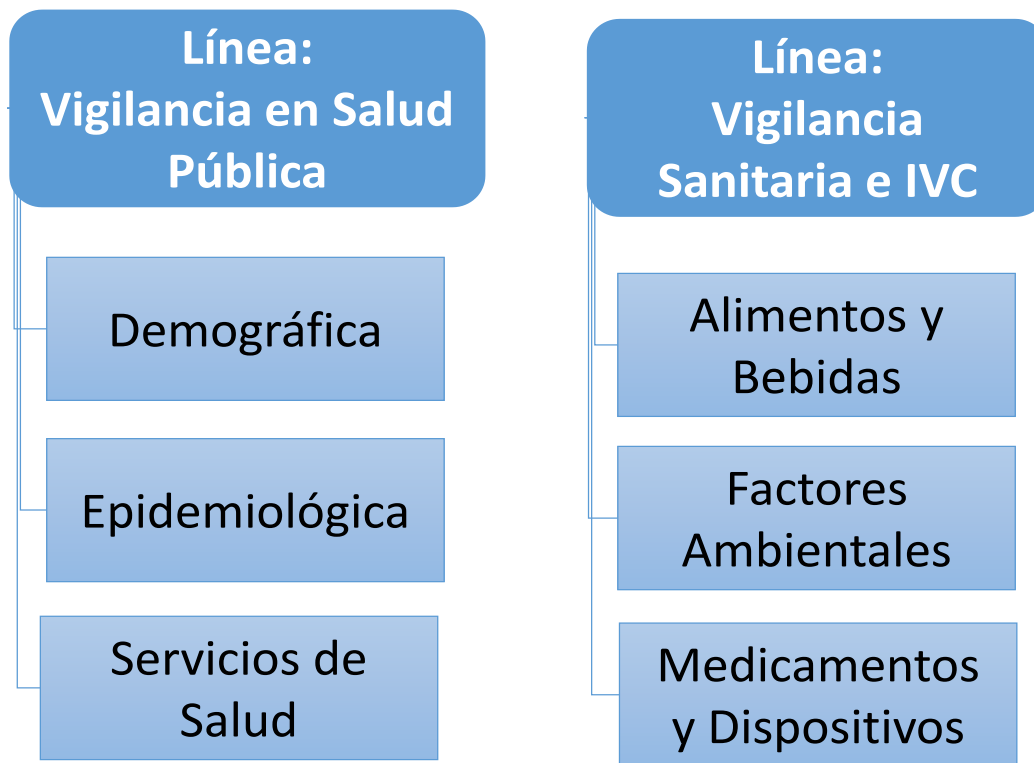 Línea:
Vigilancia en Salud
Pública
Demográfica
Epidemiológica
Servicios de
Salud
Línea:
Vigilancia
Sanitaria e IVC
Alimentos y
Bebidas
Factores
Ambientales
Medicamentos
y Dispositivos